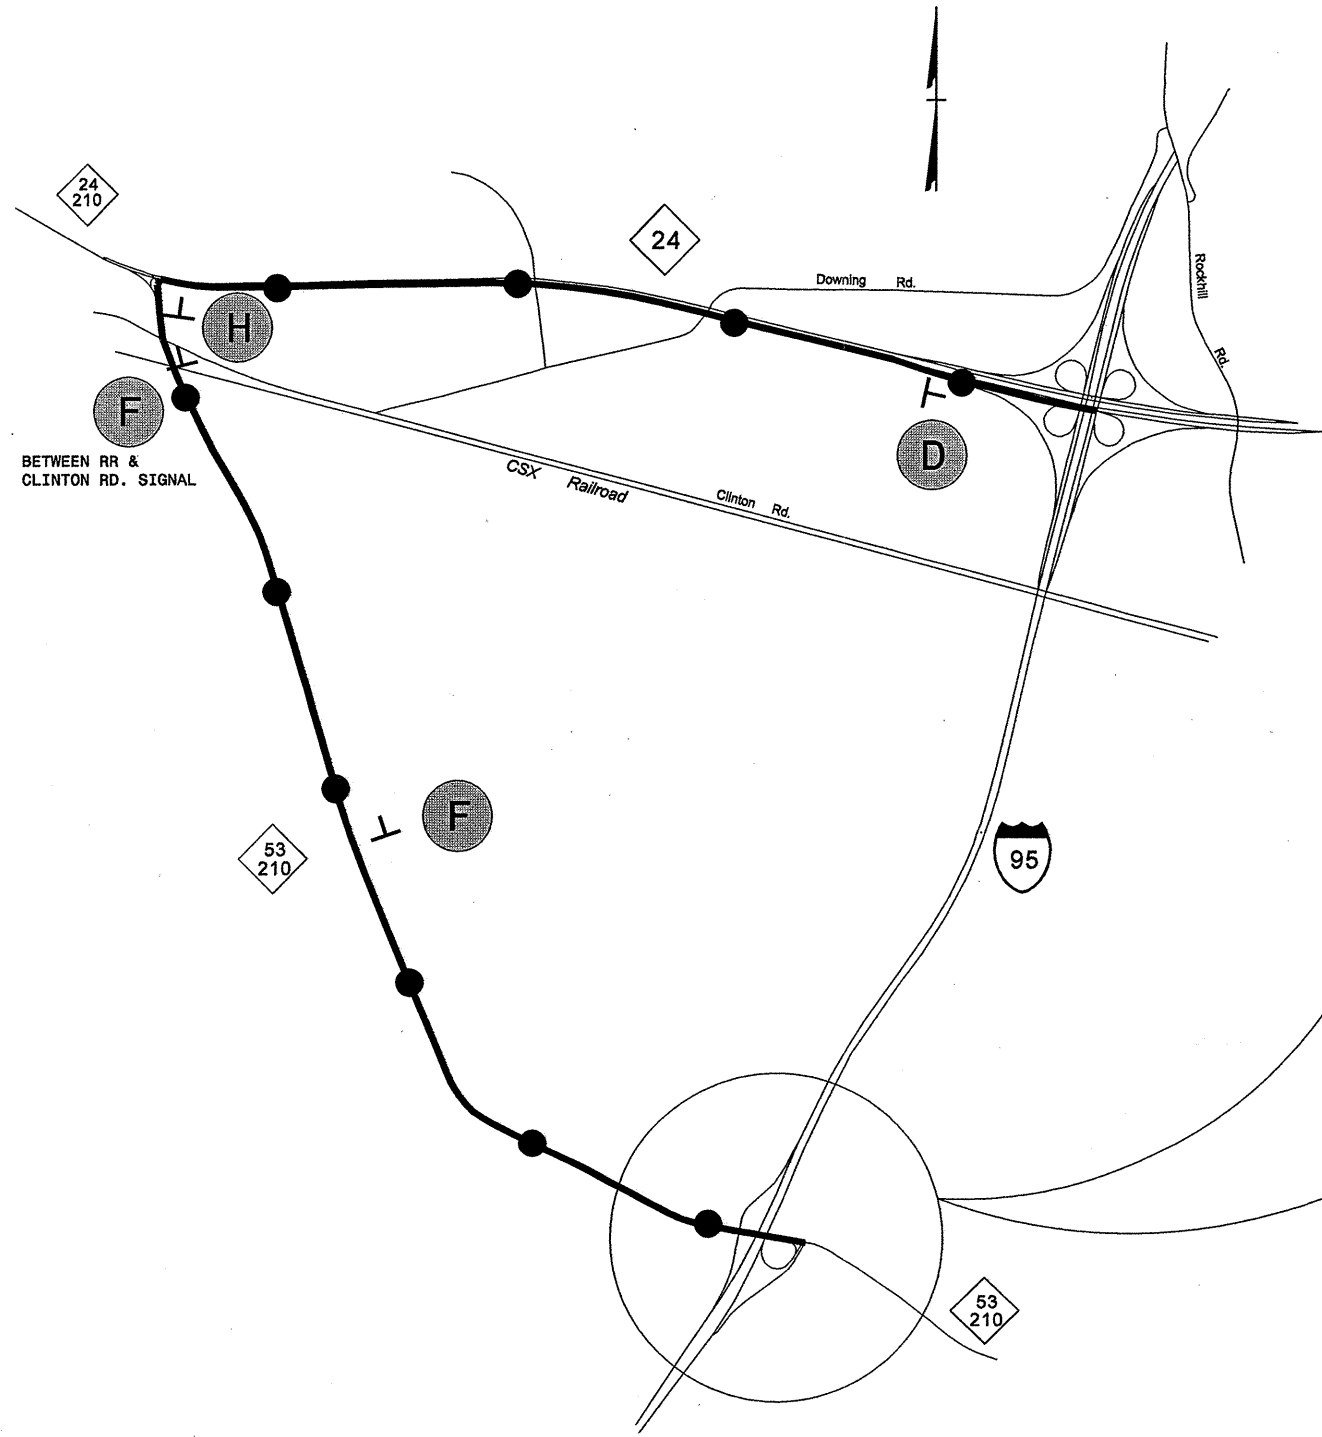 24
210
24
Downing Rd.
Rockhill
Rd.
H
F
D
BETWEEN RR &
CLINTON RD. SIGNAL
CSX Railroad
Clinton Rd.
F
53
210
95
53
210